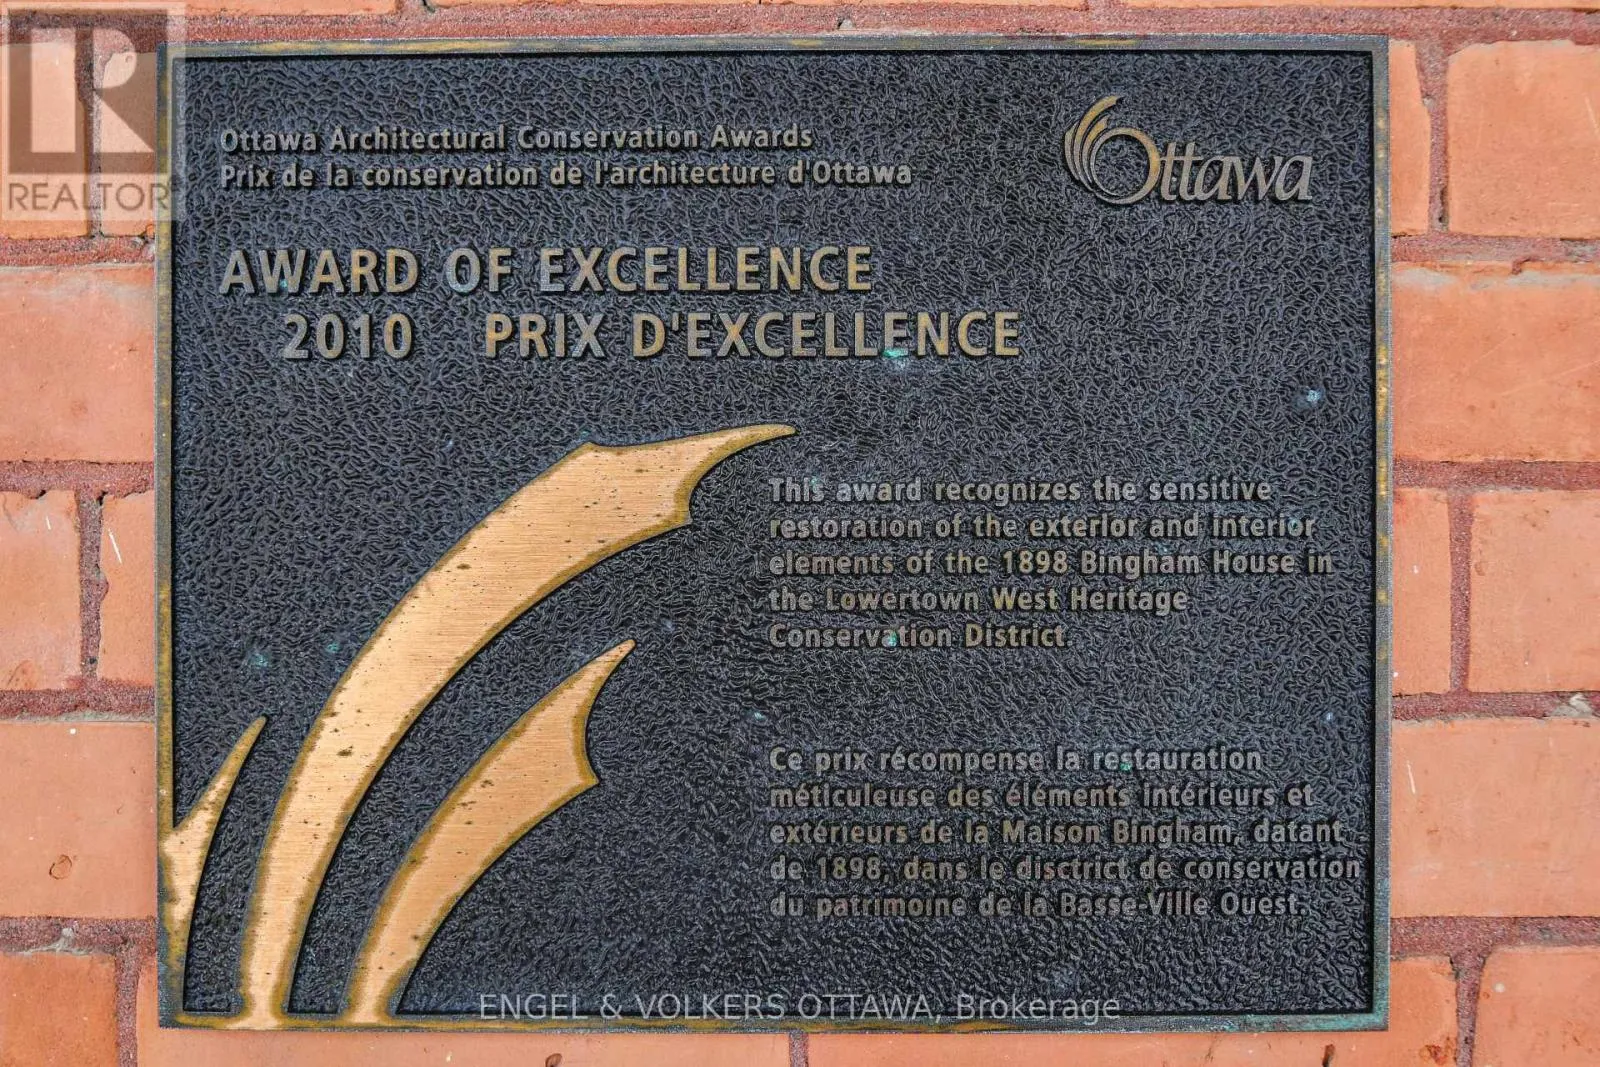 REALTOR
Ottawa Architectural Conservation Awards
Prix de la conservation de l'architecture d'Ottawa
Ottawa
AWARD OF EXCELLENCE
2010 PRIX D'EXCELLENCE
This award recognizes the sensitive
restoration of the exterior and interior
elements of the 1898 Bingham House in
the Lowertown West Heritage
Conservation District
Ce prix récompense la restauration
méticuleuse des éléments intérieurs et
extérieurs de la Maison Bingham, datant
de 1898, dans le disctrict de conservation
du patrimoine de la Basse-Ville Ouest.
ENGEL & VOLKERS OTTAWA, Brokerage